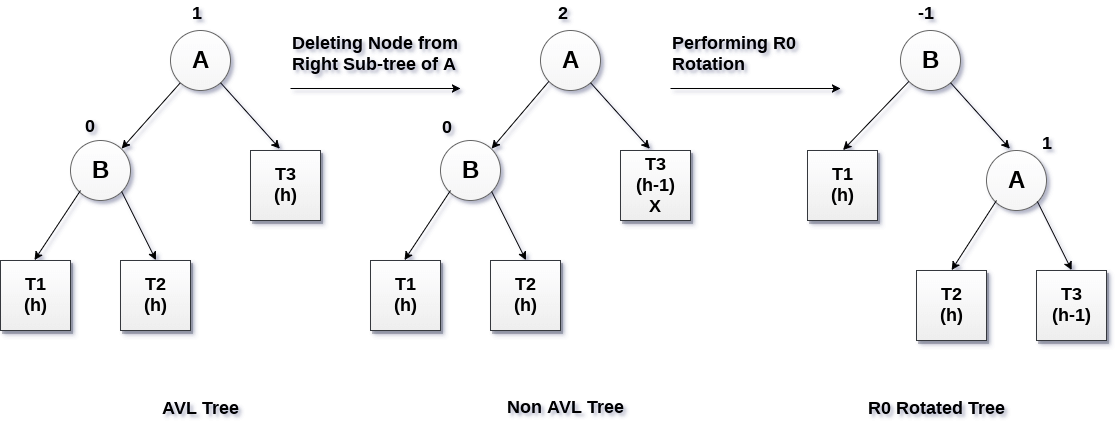 1
A
0
B
T3
(h)
T1
(h)
T2
(h)
AVL Tree
Deleting Node from
Right Sub-tree of A
2
A
0
B
T3
(h-1)
X
T1
(h)
T2
(h)
Non AVL Tree
Performing R0
Rotation
-1
B
T1
(h)
1
A
T2
(h)
T3
(h-1)
R0 Rotated Tree